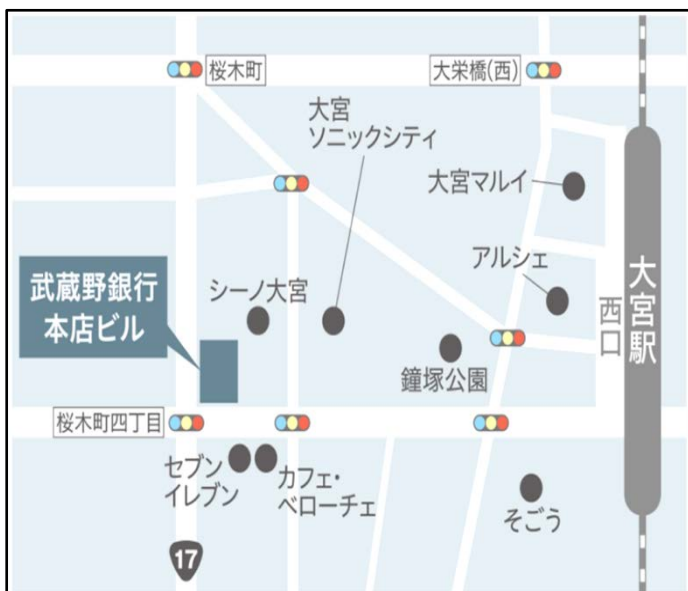 桜木町
大栄橋(西)
大宮
ソニックシティ
大宮マルイ
アルシェ
武蔵野銀行
本店ビル
シーノ大宮
大宮駅
西口
鐘塚公園
桜木町四丁目
セブン
イレブン
カフェ・
ベローチェ
そごう
17